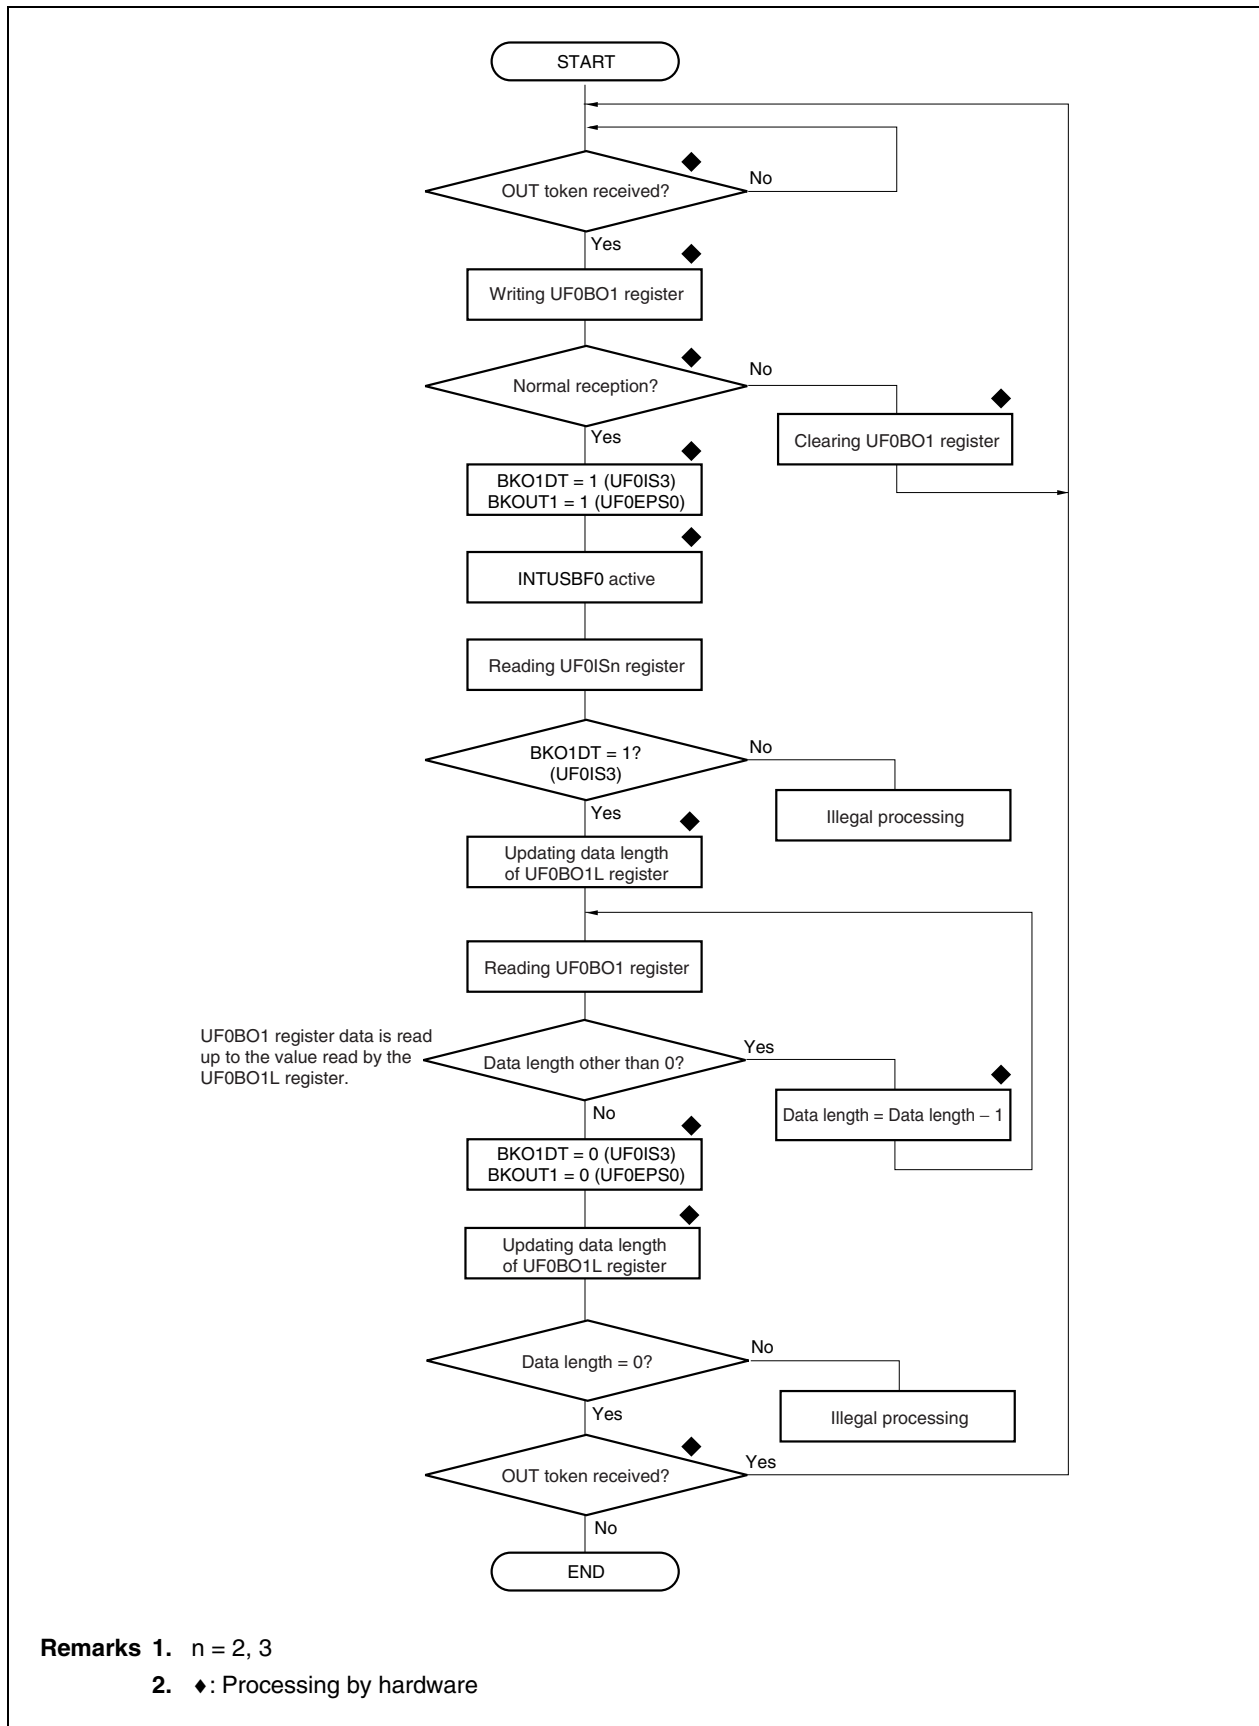 START
OUT token received?
No
Yes
Writing UF0BO1 register
Normal reception?
No
Clearing UF0BO1 register
Yes
BKO1DT = 1 (UF0IS3)
BKOUT1 = 1 (UF0EPS0)
INTUSBF0 active
Reading UF0ISn register
BKO1DT = 1?
(UF0IS3)
No
Illegal processing
Yes
Updating data length
of UF0BO1L register
Reading UF0BO1 register
UF0BO1 register data is read
up to the value read by the
UF0BO1L register.
Data length other than 0?
Yes
Data length = Data length – 1
No
BKO1DT = 0 (UF0IS3)
BKOUT1 = 0 (UF0EPS0)
Updating data length
of UF0BO1L register
Data length = 0?
No
Illegal processing
Yes
OUT token received?
Yes
No
END
Remarks 1. n = 2, 3
2. ♦: Processing by hardware